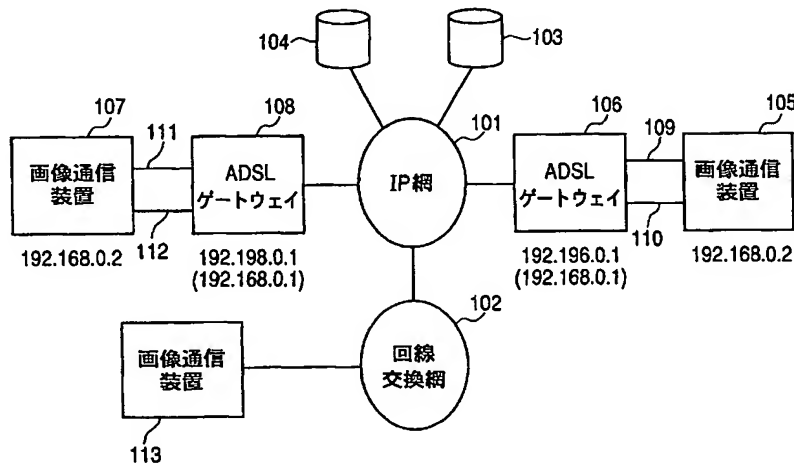 104
103
107
111
108
101
106
109
105
画像通信
装置
ADSL
ゲートウェイ
IP網
ADSL
ゲートウェイ
画像通信
装置
192.168.0.2
112
192.198.0.1
(192.168.0.1)
192.196.0.1
(192.168.0.1)
110
192.168.0.2
102
画像通信
装置
回線
交換網
113